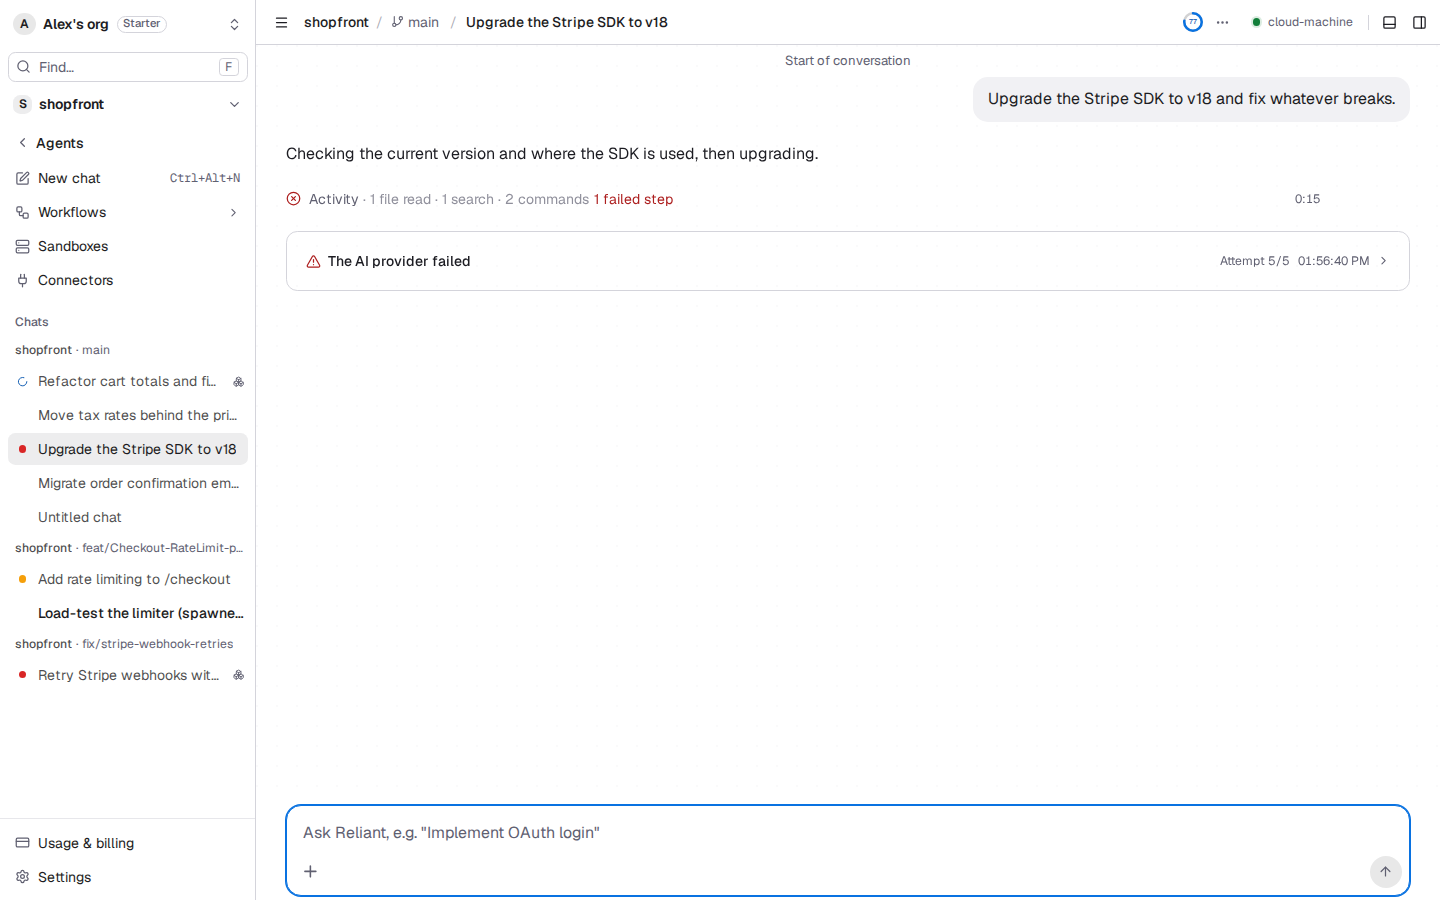 A Alex's org Starter
Find... F
S shopfront
Agents
New chat Ctrl+Alt+N
Workflows
Sandboxes
Connectors
Chats
shopfront · main
Refactor cart totals and fi...
Move tax rates behind the pri...
Upgrade the Stripe SDK to v18
Migrate order confirmation em...
Untitled chat
shopfront · feat/Checkout-RateLimit-p...
Add rate limiting to /checkout
Load-test the limiter (spawne...
shopfront · fix/stripe-webhook-retries
Retry Stripe webhooks wit...
Usage & billing
Settings
shopfront / main / Upgrade the Stripe SDK to v18
77 cloud-machine
Start of conversation
Upgrade the Stripe SDK to v18 and fix whatever breaks.
Checking the current version and where the SDK is used, then upgrading.
Activity · 1 file read · 1 search · 2 commands 1 failed step 0:15
The AI provider failed Attempt 5/5 01:56:40 PM
Ask Reliant, e.g. "Implement OAuth login"